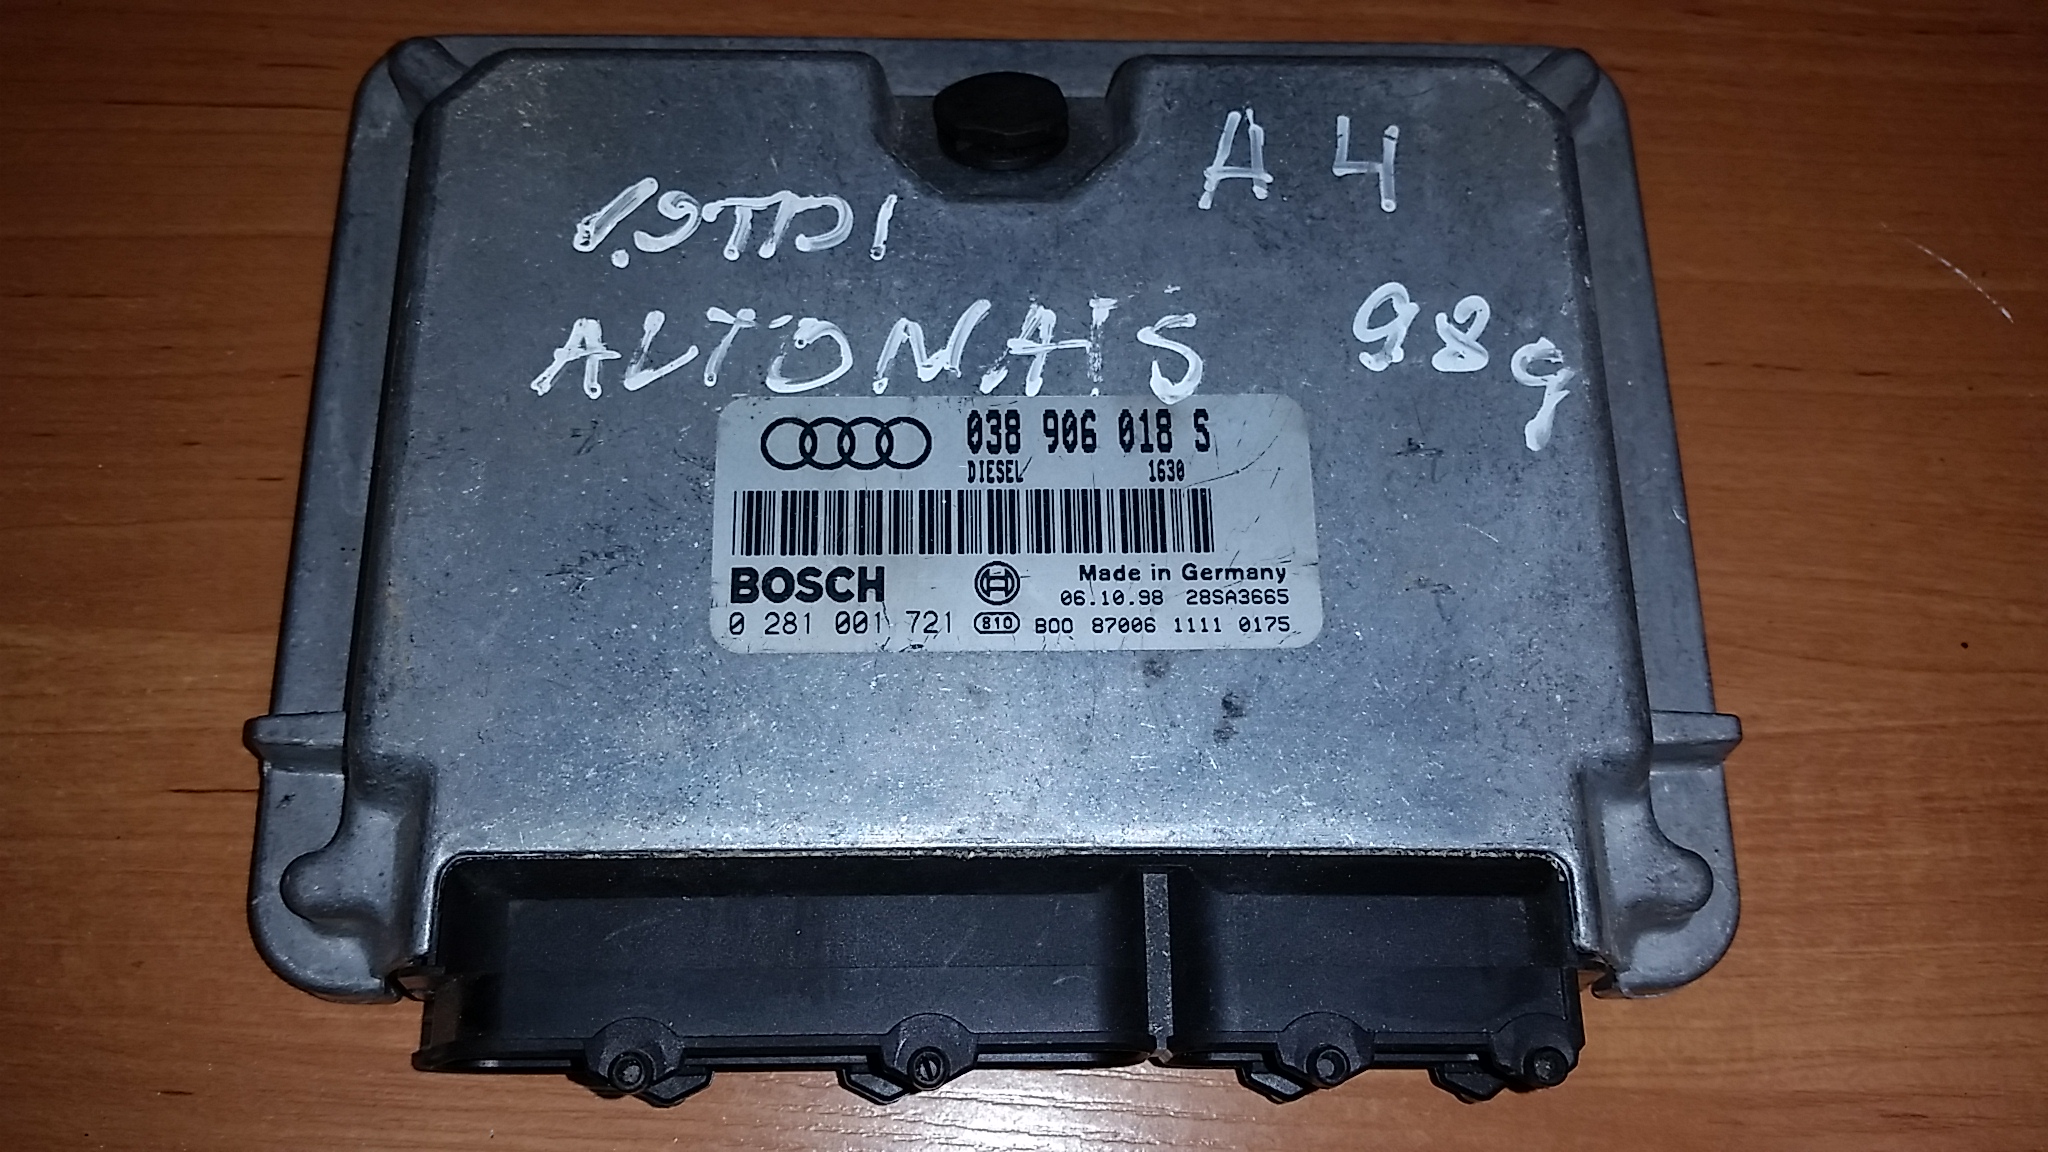 A 4
1.9TDI
ALTONAIS 98g
038 906 018 S
DIESEL 1630
BOSCH Made in Germany
06.10.98 28SA3665
0 281 001 721 810 B00 87006 1111 0175